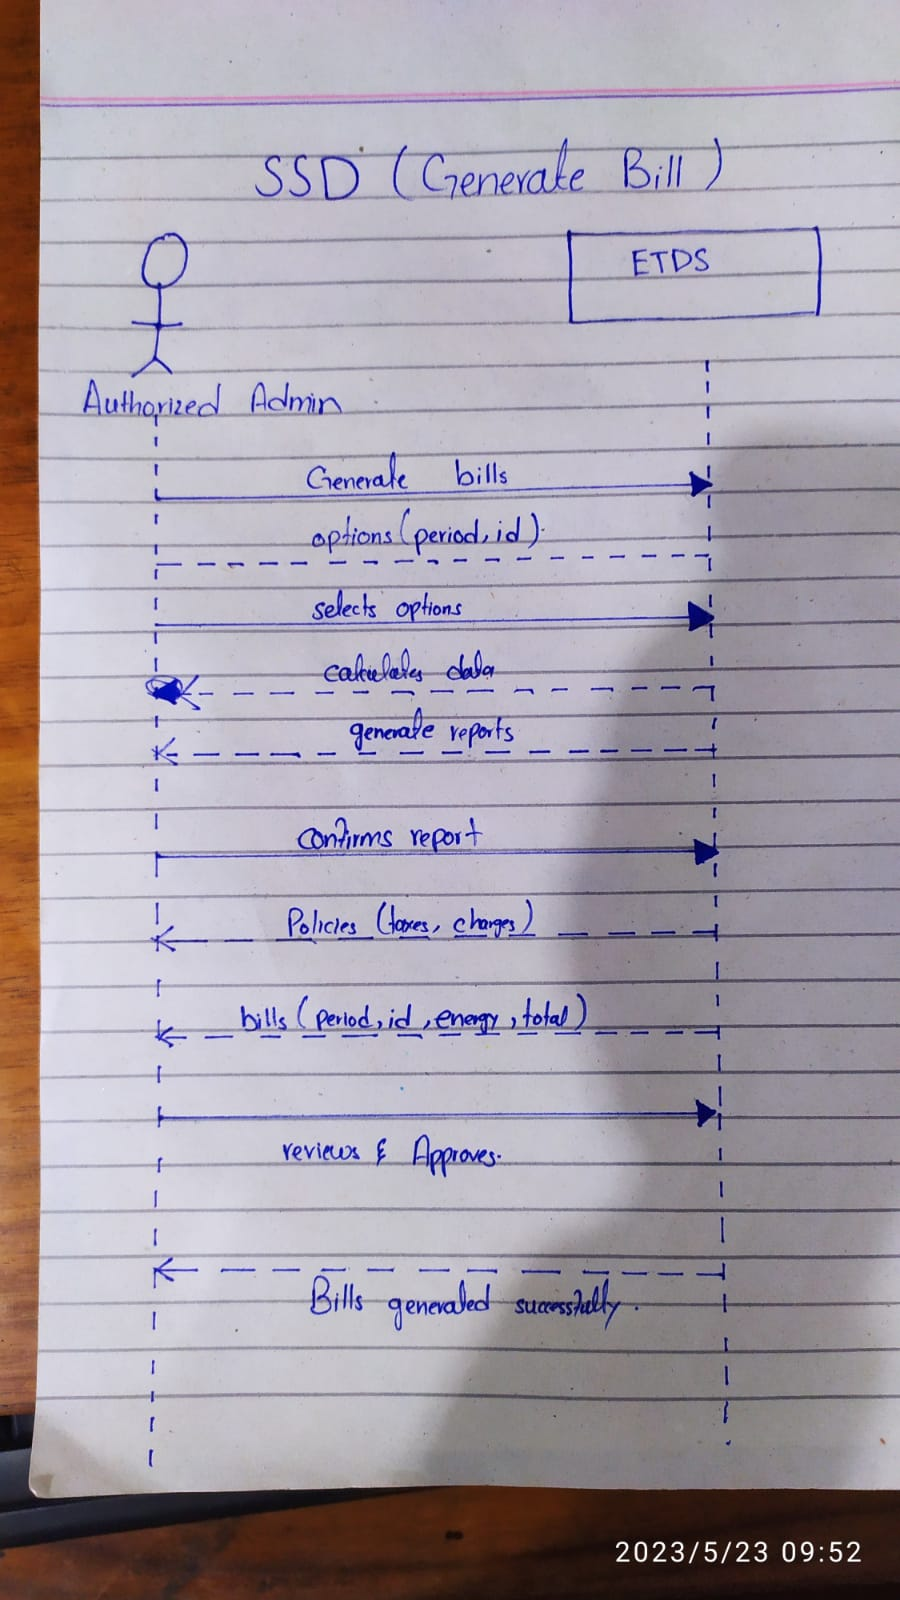 SSD (Generate Bill)
ETDS
Authorized Admin
Generate bills
options (period, id).
selects options
calculates data
generate reports
Confirms report
Policies (taxes, charges)
bills (period, id, energy, total)
reviews & Approves.
Bills generated successfully.
2023/5/23 09:52